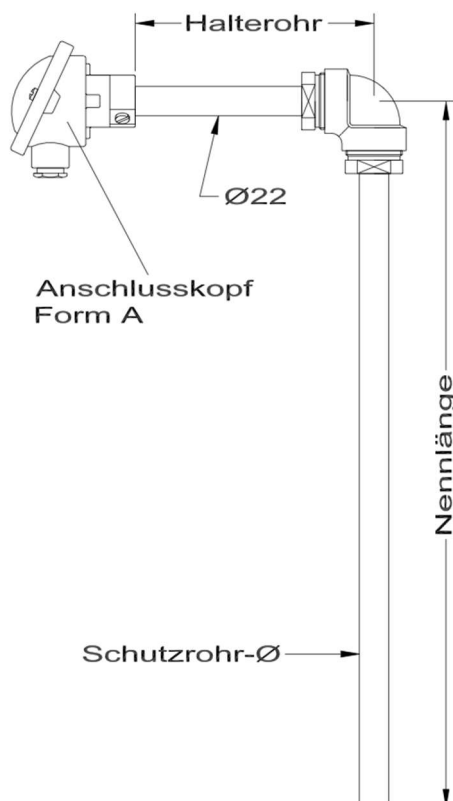 Halterohr
Ø22
Anschlusskopf
Form A
Nennlänge
Schutzrohr-Ø